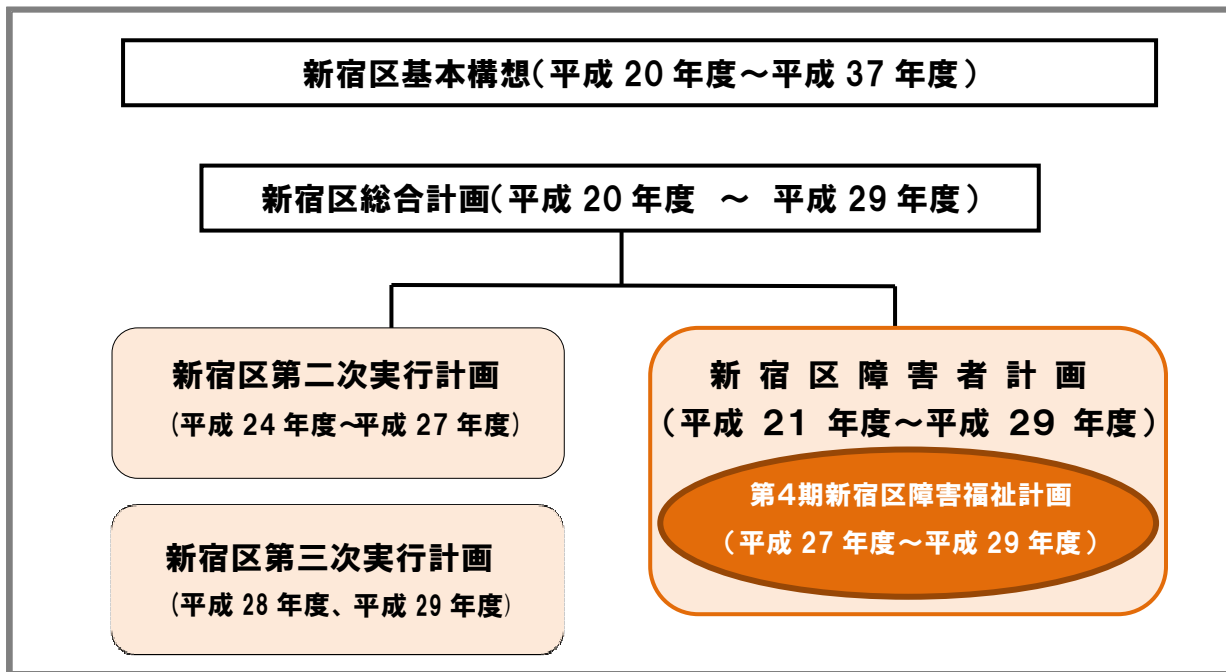 新宿区基本構想(平成 20 年度～平成 37 年度)
新宿区総合計画(平成 20 年度 ～ 平成 29 年度)
新宿区第二次実行計画
(平成 24 年度～平成 27 年度)
新宿区第三次実行計画
(平成 28 年度、平成 29 年度)
新宿区障害者計画
(平成 21 年度～平成 29 年度)
第4期新宿区障害福祉計画
(平成 27 年度～平成 29 年度)